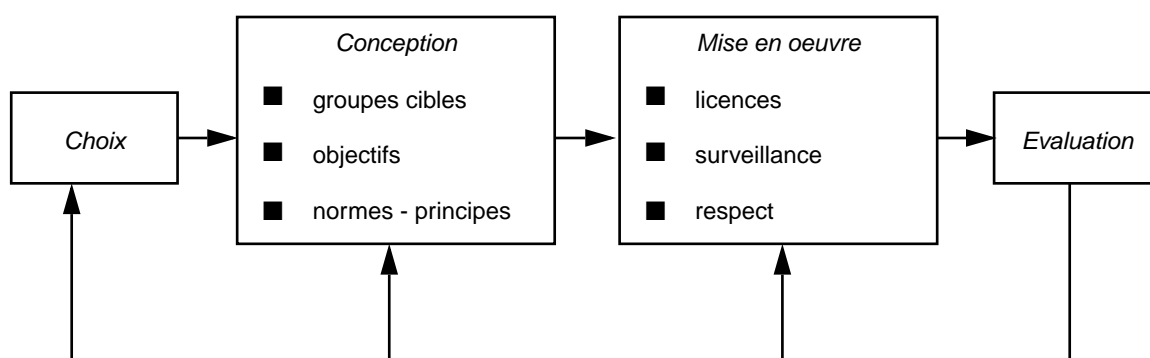 Choix
Conception
groupes cibles
objectifs
normes - principes
Mise en oeuvre
licences
surveillance
respect
Evaluation